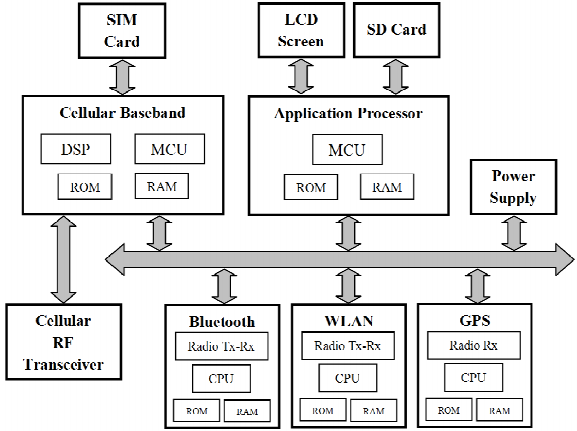 SIM
Card
LCD
Screen
SD Card
Cellular Baseband
DSP
MCU
ROM
RAM
Application Processor
MCU
ROM
RAM
Power
Supply
Cellular
RF
Transceiver
Bluetooth
Radio Tx-Rx
CPU
ROM
RAM
WLAN
Radio Tx-Rx
CPU
ROM
RAM
GPS
Radio Rx
CPU
ROM
RAM